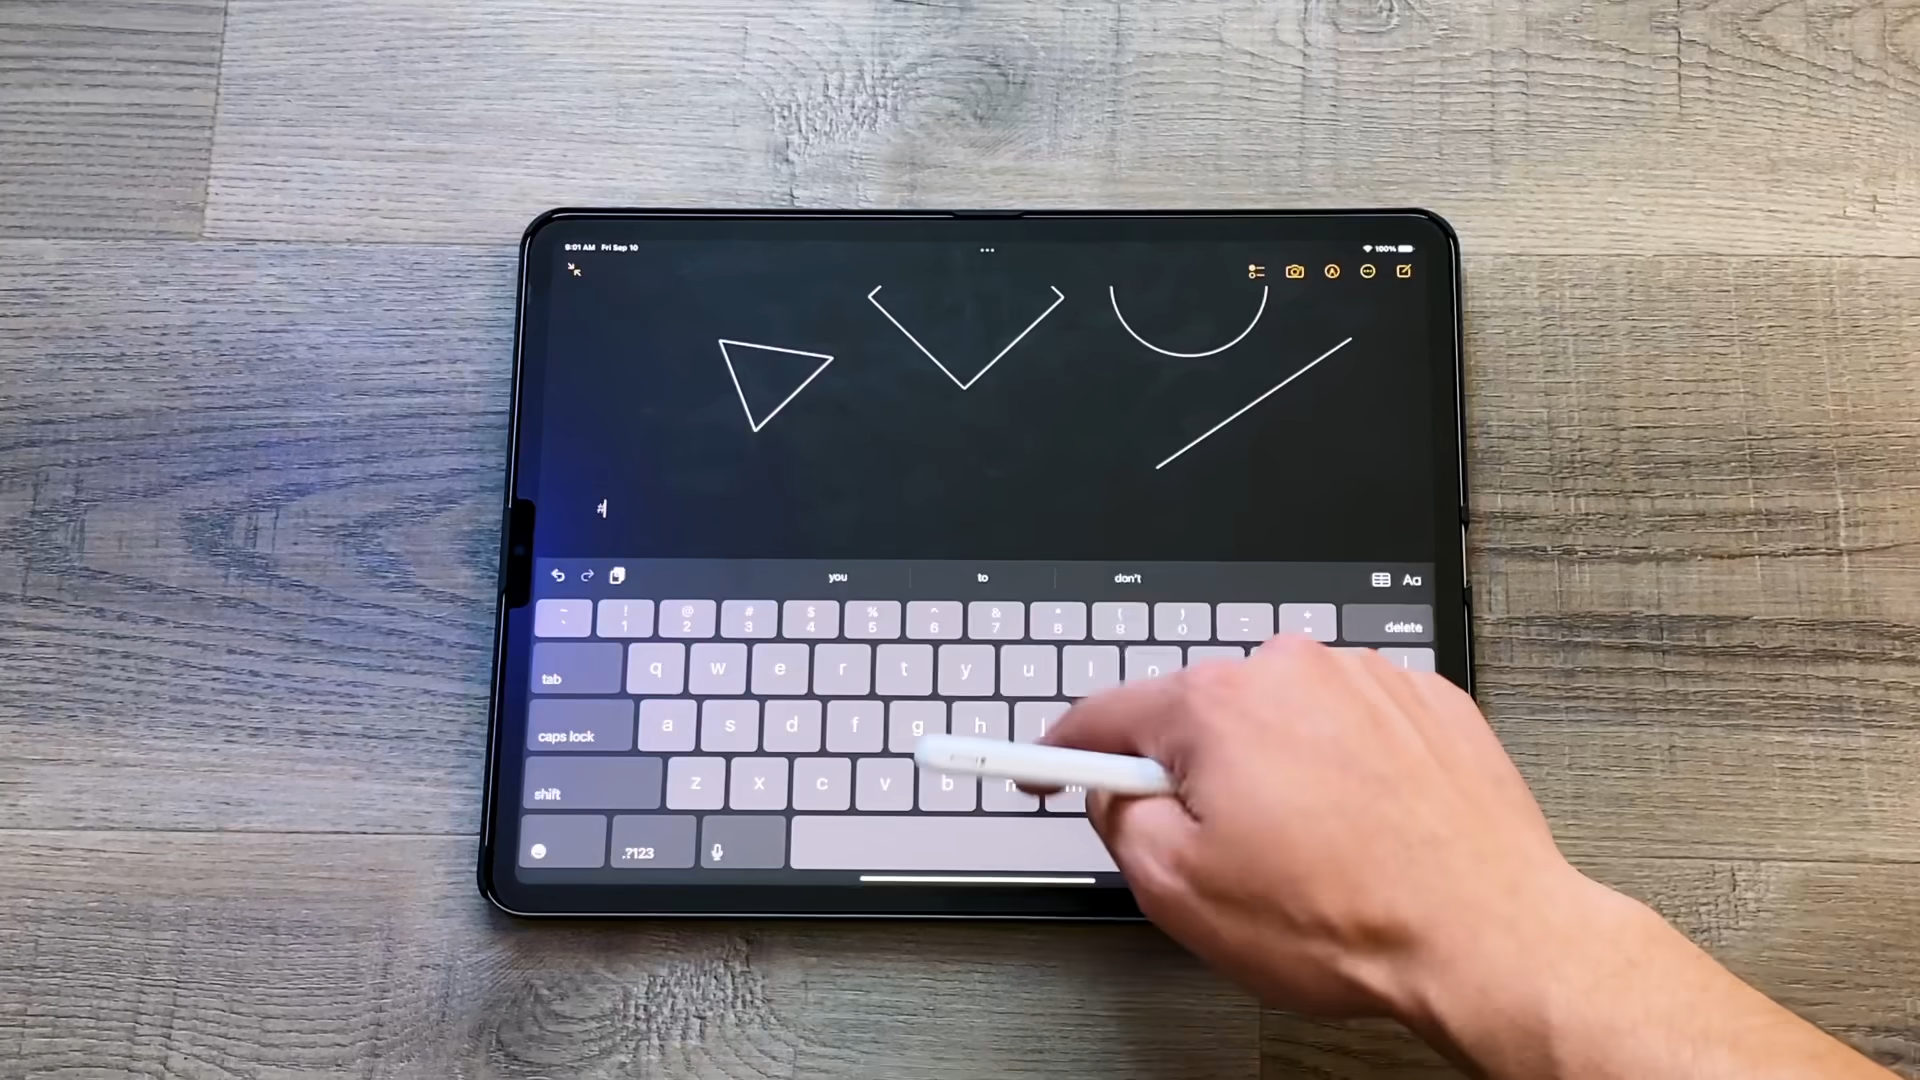 9:01 AM Fri Sep 10
100%
#
you to don't Aa
~ ! @ # $ % ^ & * ( ) _ +
` 1 2 3 4 5 6 7 8 9 0 - = delete
tab q w e r t y u i o
caps lock a s d f g h j
shift z x c v b n m
.?123